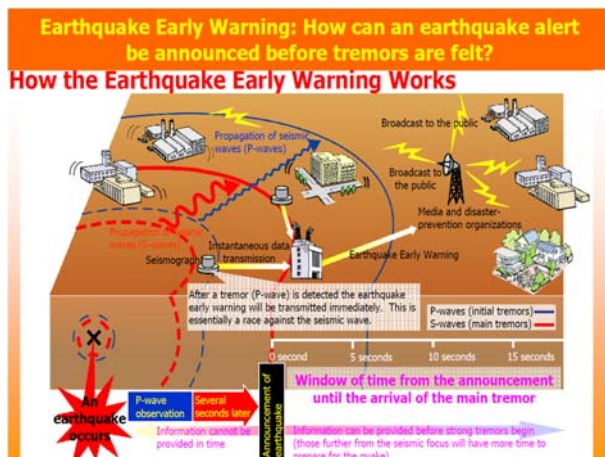 Earthquake Early Warning: How can an earthquake alert
be announced before tremors are felt?
How the Earthquake Early Warning Works
Propagation of seismic
waves (P-waves)
Broadcast to the public
Broadcast to
the public
Propagation of seismic
waves (S-waves)
Media and disaster-
prevention organizations
Instantaneous data
transmission
Seismograph
Earthquake Early Warning
After a tremor (P-wave) is detected the earthquake
early warning will be transmitted immediately. This is
essentially a race against the seismic wave.
P-waves (initial tremors)
S-waves (main tremors)
0 second
5 seconds
10 seconds
15 seconds
An
earthquake
occurs
P-wave
observation
Several
seconds later
Announcement of
earthquake
Window of time from the announcement
until the arrival of the main tremor
Information cannot be
provided in time
Information can be provided before strong tremors begin
(those further from the seismic focus will have more time to
prepare for the quake)